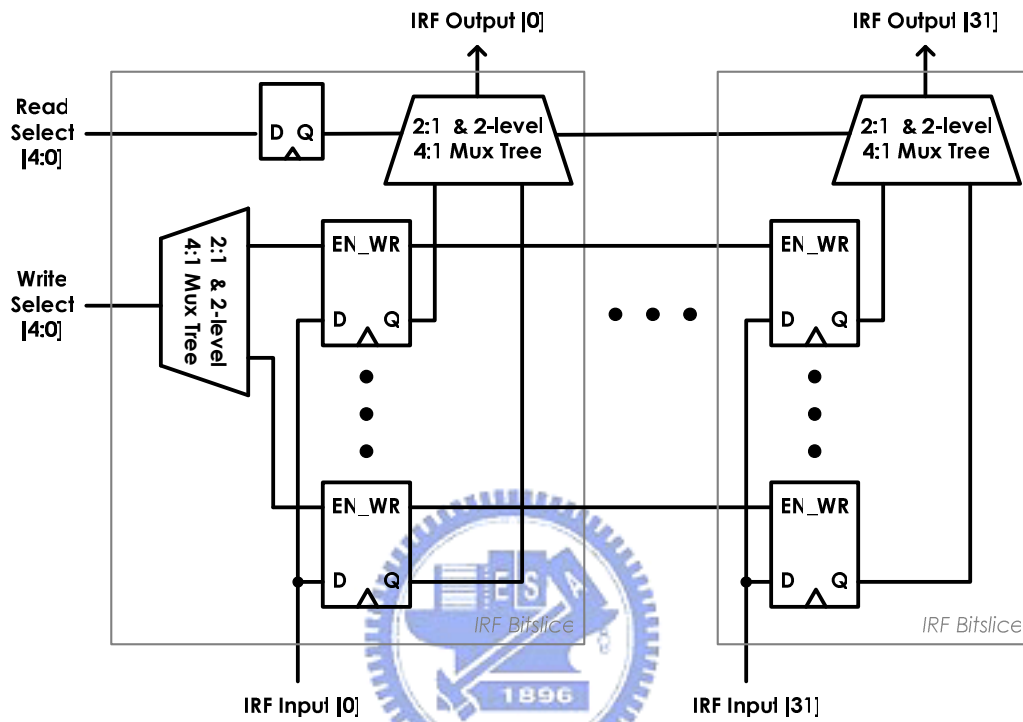 IRF Output [0]
IRF Output [31]
Read
Select
[4:0]
D Q
2:1 & 2-level
4:1 Mux Tree
2:1 & 2-level
4:1 Mux Tree
Write
Select
[4:0]
2:1 & 2-level
4:1 Mux Tree
EN_WR
D Q
EN_WR
D Q
EN_WR
D Q
EN_WR
D Q
E S A
IRF Bitslice
IRF Bitslice
1896
IRF Input [0]
IRF Input [31]